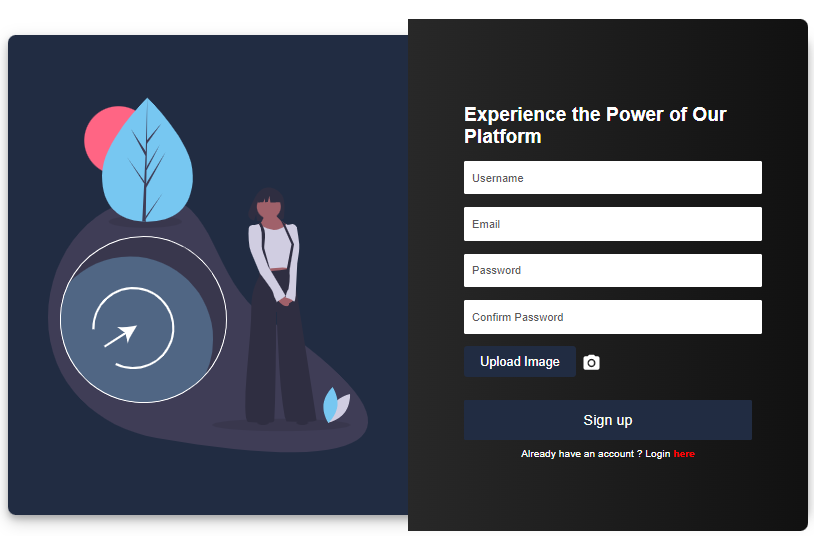 Experience the Power of Our
Platform
Username
Email
Password
Confirm Password
Upload Image
Sign up
Already have an account ? Login here